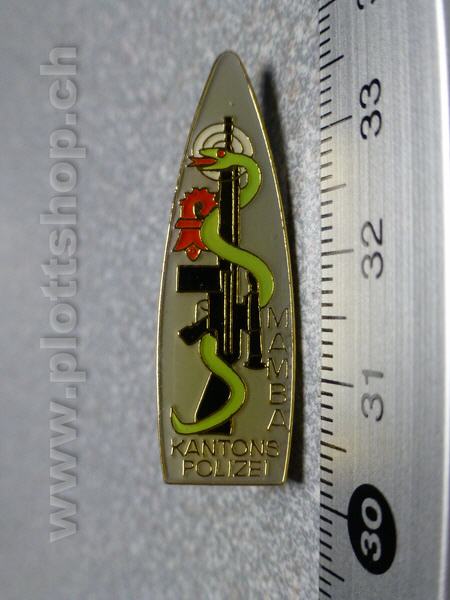 www.plottshop.ch
MAMBA
KANTONS
POLIZEI
33
32
31
30